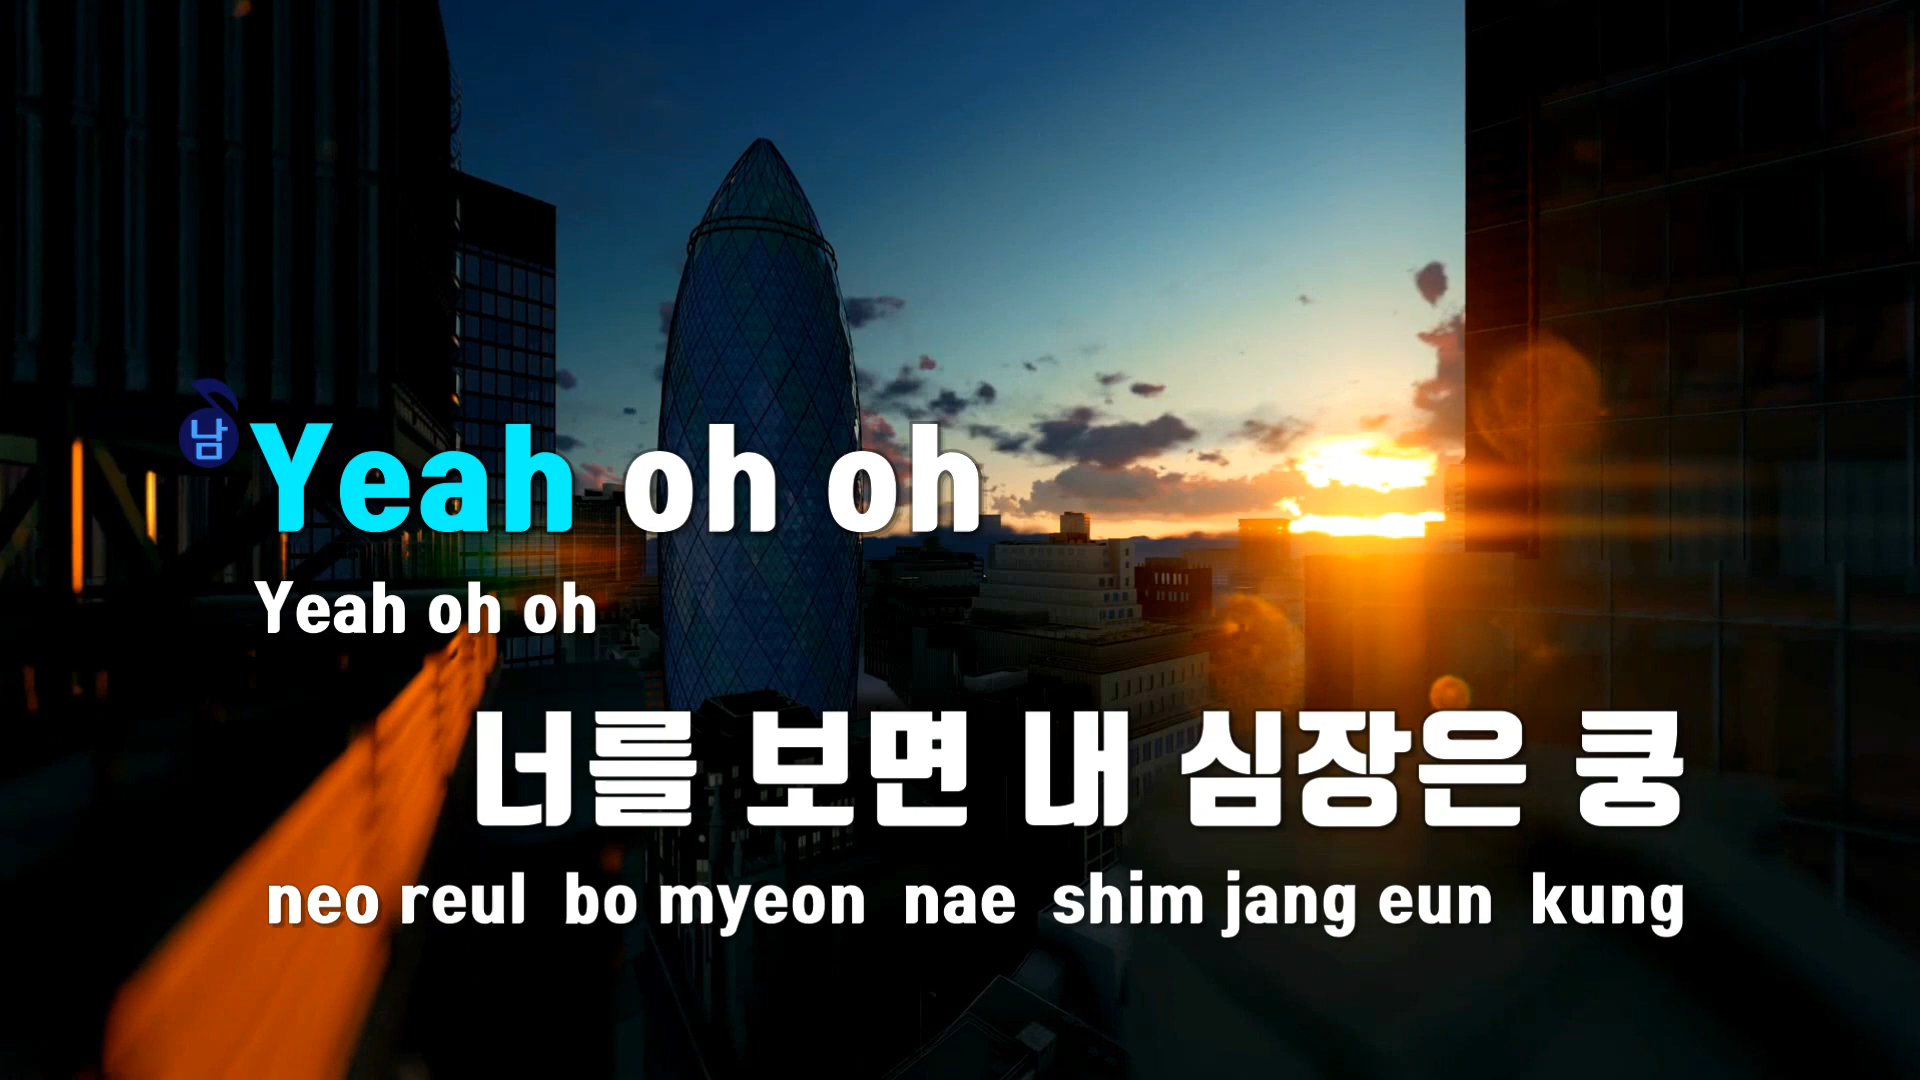 남
Yeah oh oh
Yeah oh oh
너를 보면 내 심장은 쿵
neo reul bo myeon nae shim jang eun kung